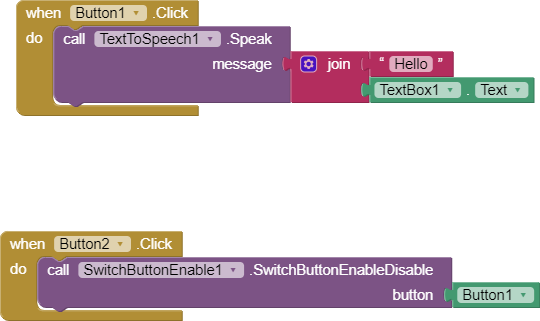 when Button1 .Click
do call TextToSpeech1 .Speak
message join “ Hello ”
TextBox1 . Text
when Button2 .Click
do call SwitchButtonEnable1 .SwitchButtonEnableDisable
button Button1